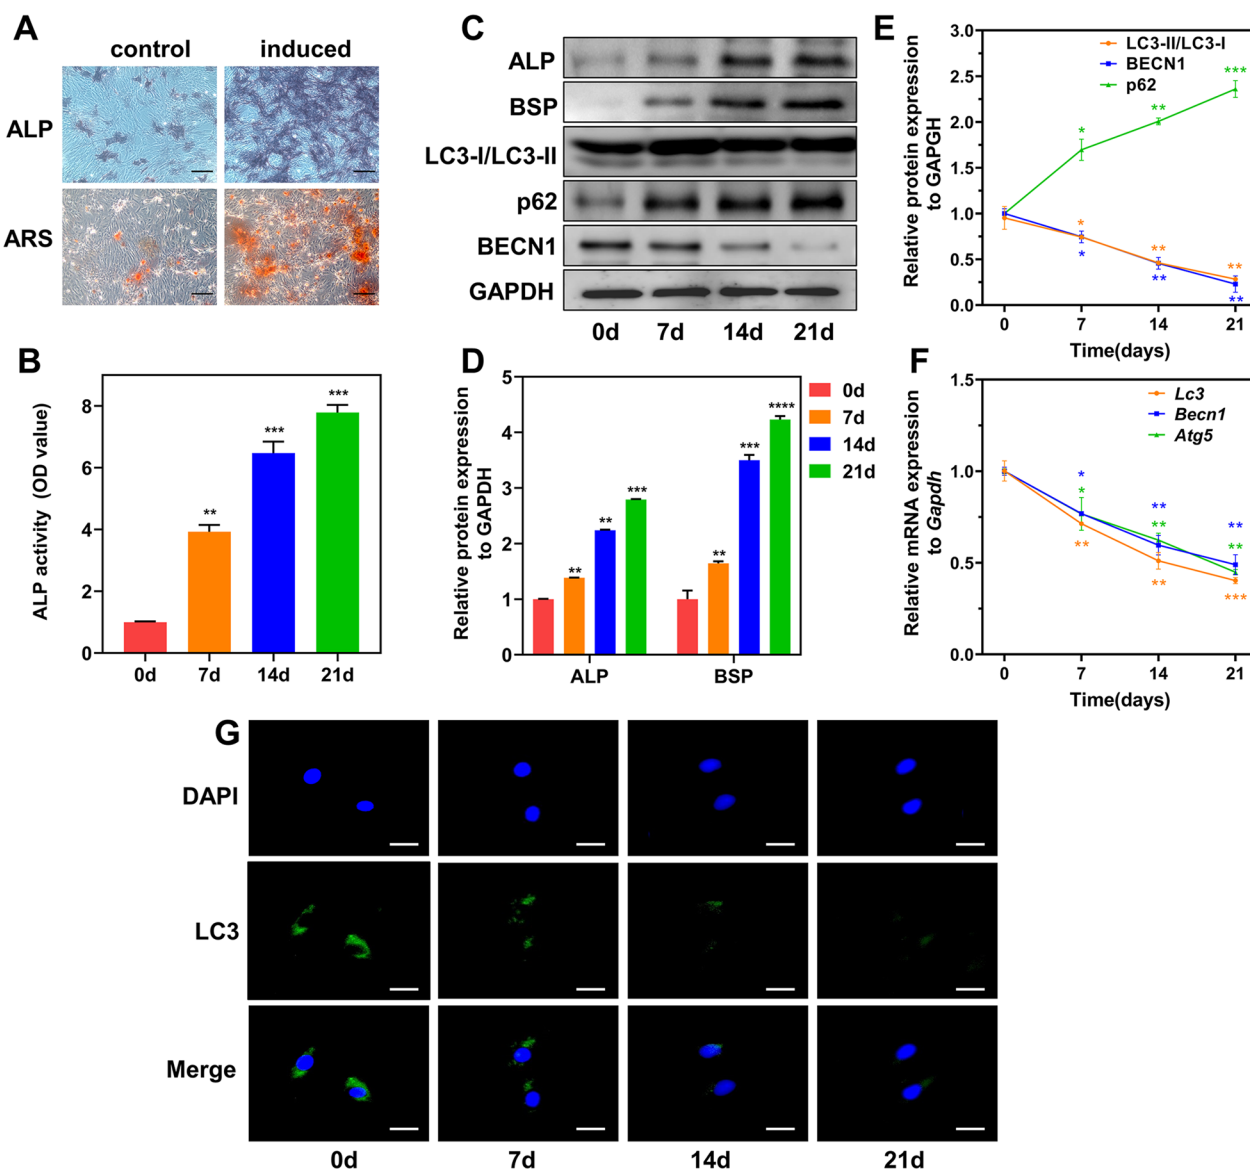 A
control
induced
ALP
ARS
B
ALP activity (OD value)
8
6
4
2
0
**
***
***
0d
7d
14d
21d
C
ALP
BSP
LC3-I/LC3-II
p62
BECN1
GAPDH
0d
7d
14d
21d
D
Relative protein expression
to GAPDH
5
4
3
2
1
0
**
**
***
**
***
****
ALP
BSP
0d
7d
14d
21d
E
Relative protein expression
to GAPGH
3.0
2.5
2.0
1.5
1.0
0.5
0.0
LC3-II/LC3-I
BECN1
p62
*
**
***
*
**
**
*
**
**
0
7
14
21
Time(days)
F
Relative mRNA expression
to Gapdh
1.5
1.0
0.5
0.0
Lc3
Becn1
Atg5
*
*
**
**
**
**
**
**
**
***
0
7
14
21
Time(days)
G
DAPI
LC3
Merge
0d
7d
14d
21d